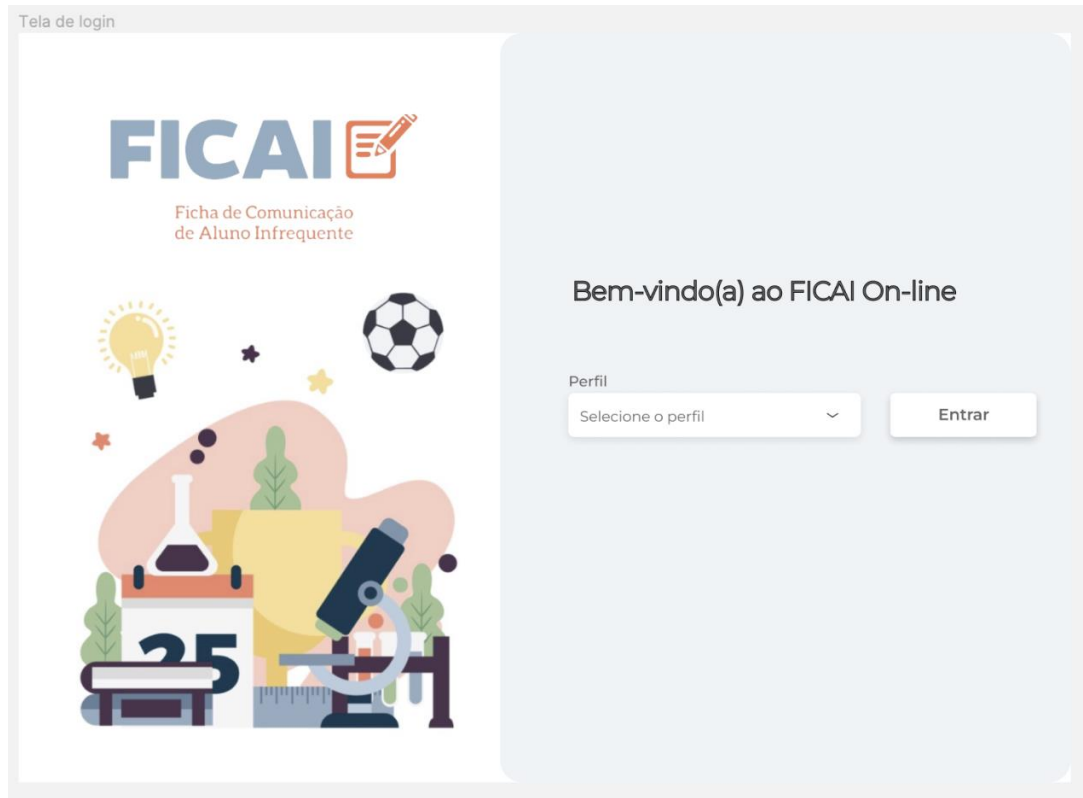 Tela de login
FICAI
Ficha de Comunicação
de Aluno Infrequente
Bem-vindo(a) ao FICAI On-line
Perfil
Selecione o perfil
Entrar
25